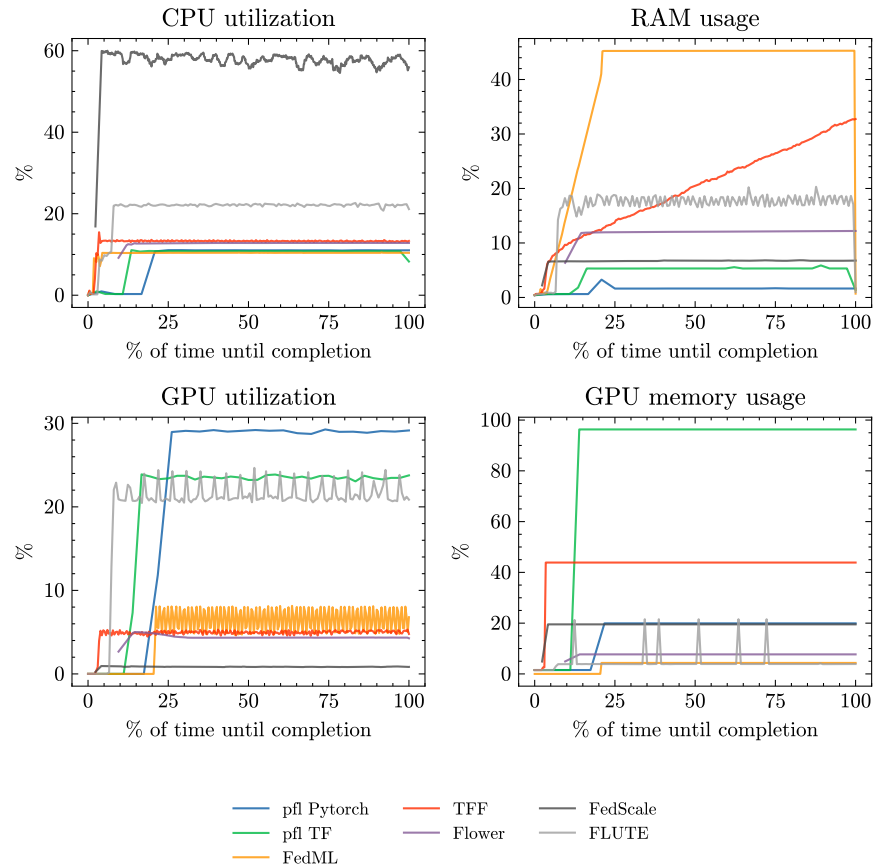 CPU utilization
60
40
20
0
%
0 25 50 75 100
% of time until completion
RAM usage
40
30
20
10
0
%
0 25 50 75 100
% of time until completion
GPU utilization
30
20
10
0
%
0 25 50 75 100
% of time until completion
GPU memory usage
100
80
60
40
20
0
%
0 25 50 75 100
% of time until completion
pfl Pytorch
pfl TF
FedML
TFF
Flower
FedScale
FLUTE